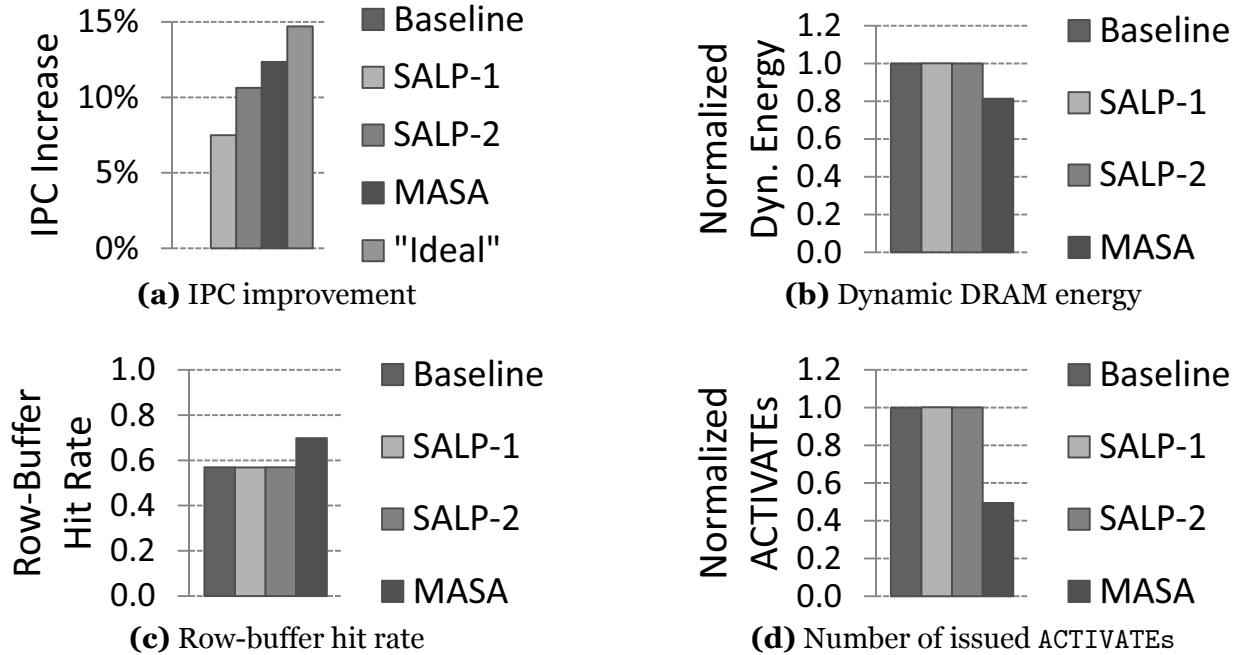 IPC Increase
15%
10%
5%
0%
Baseline
SALP-1
SALP-2
MASA
"Ideal"
(a) IPC improvement
Normalized
Dyn. Energy
1.2
1.0
0.8
0.6
0.4
0.2
0.0
Baseline
SALP-1
SALP-2
MASA
(b) Dynamic DRAM energy
Row-Buffer
Hit Rate
1.0
0.8
0.6
0.4
0.2
0.0
Baseline
SALP-1
SALP-2
MASA
(c) Row-buffer hit rate
Normalized
ACTIVATEs
1.2
1.0
0.8
0.6
0.4
0.2
0.0
Baseline
SALP-1
SALP-2
MASA
(d) Number of issued ACTIVATEs